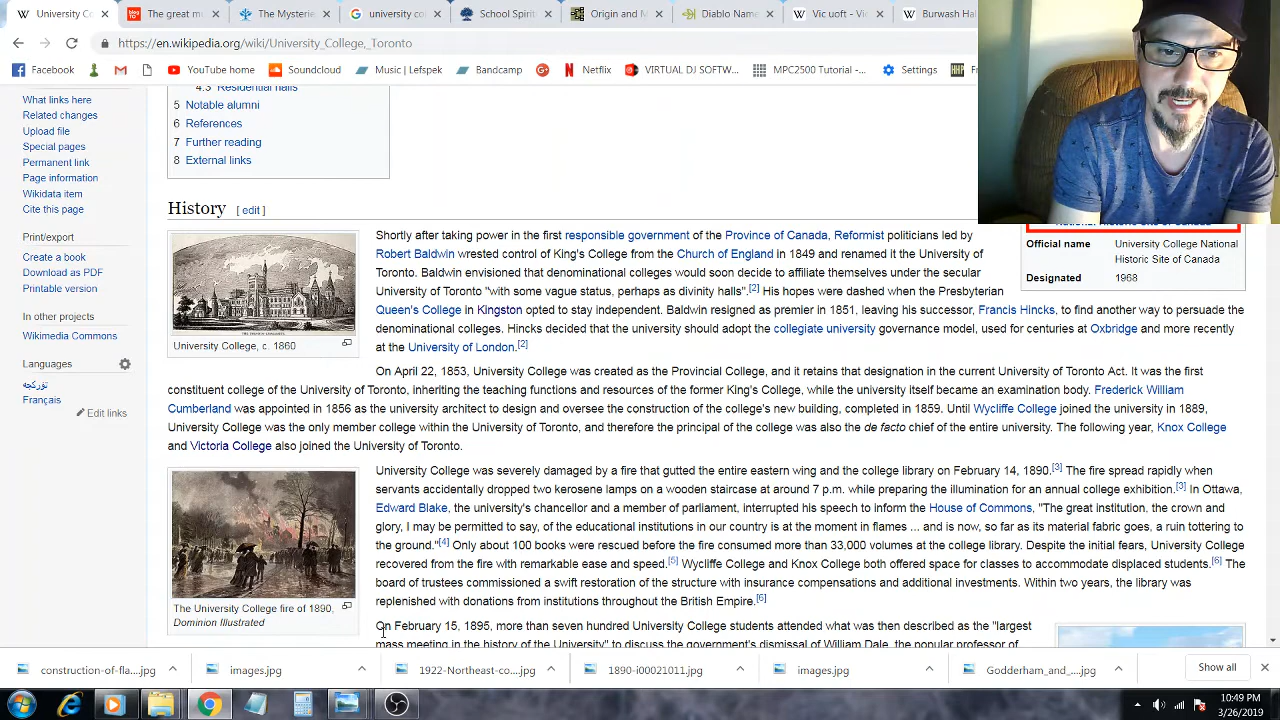 University Co
The great mu
The Mysterie
university col
School Spirit
Origin and M
Diablo Name
Vic uoft - Vi
Burwash Hal
https://en.wikipedia.org/wiki/University_College,_Toronto
Facebook
YouTube home
Soundcloud
Music | Lefspek
Bandcamp
Netflix
VIRTUAL DJ SOFTW...
MPC2500 Tutorial -...
Settings
HHP
What links here
Related changes
Upload file
Special pages
Permanent link
Page information
Wikidata item
Cite this page
Print/export
Create a book
Download as PDF
Printable version
In other projects
Wikimedia Commons
Languages
تۆرکجه
Français
Edit links
4.3 Residential halls
5 Notable alumni
6 References
7 Further reading
8 External links
History [ edit ]
Shortly after taking power in the first responsible government of the Province of Canada, Reformist politicians led by
Robert Baldwin wrested control of King's College from the Church of England in 1849 and renamed it the University of
Toronto. Baldwin envisioned that denominational colleges would soon decide to affiliate themselves under the secular
University of Toronto "with some vague status, perhaps as divinity halls".[2] His hopes were dashed when the Presbyterian
Queen's College in Kingston opted to stay independent. Baldwin resigned as premier in 1851, leaving his successor, Francis Hincks, to find another way to persuade the
denominational colleges. Hincks decided that the university should adopt the collegiate university governance model, used for centuries at Oxbridge and more recently
at the University of London.[2]
University College, c. 1860
Official name University College National
Historic Site of Canada
Designated 1968
On April 22, 1853, University College was created as the Provincial College, and it retains that designation in the current University of Toronto Act. It was the first
constituent college of the University of Toronto, inheriting the teaching functions and resources of the former King's College, while the university itself became an examination body. Frederick William
Cumberland was appointed in 1856 as the university architect to design and oversee the construction of the college's new building, completed in 1859. Until Wycliffe College joined the university in 1889,
University College was the only member college within the University of Toronto, and therefore the principal of the college was also the de facto chief of the entire university. The following year, Knox College
and Victoria College also joined the University of Toronto.
University College was severely damaged by a fire that gutted the entire eastern wing and the college library on February 14, 1890.[3] The fire spread rapidly when
servants accidentally dropped two kerosene lamps on a wooden staircase at around 7 p.m. while preparing the illumination for an annual college exhibition.[3] In Ottawa,
Edward Blake, the university's chancellor and a member of parliament, interrupted his speech to inform the House of Commons, "The great institution, the crown and
glory, I may be permitted to say, of the educational institutions in our country is at the moment in flames ... and is now, so far as its material fabric goes, a ruin tottering to
the ground."[4] Only about 100 books were rescued before the fire consumed more than 33,000 volumes at the college library. Despite the initial fears, University College
recovered from the fire with remarkable ease and speed.[5] Wycliffe College and Knox College both offered space for classes to accommodate displaced students.[6] The
board of trustees commissioned a swift restoration of the structure with insurance compensations and additional investments. Within two years, the library was
replenished with donations from institutions throughout the British Empire.[6]
The University College fire of 1890,
Dominion Illustrated
On February 15, 1895, more than seven hundred University College students attended what was then described as the "largest
mass meeting in the history of the University" to discuss the government's dismissal of William Dale, the popular professor of
construction-of-fla....jpg
images.jpg
1922-Northeast-co....jpg
1890-i00021011.jpg
images.jpg
Godderham_and_....jpg
Show all
10:49 PM
3/26/2019